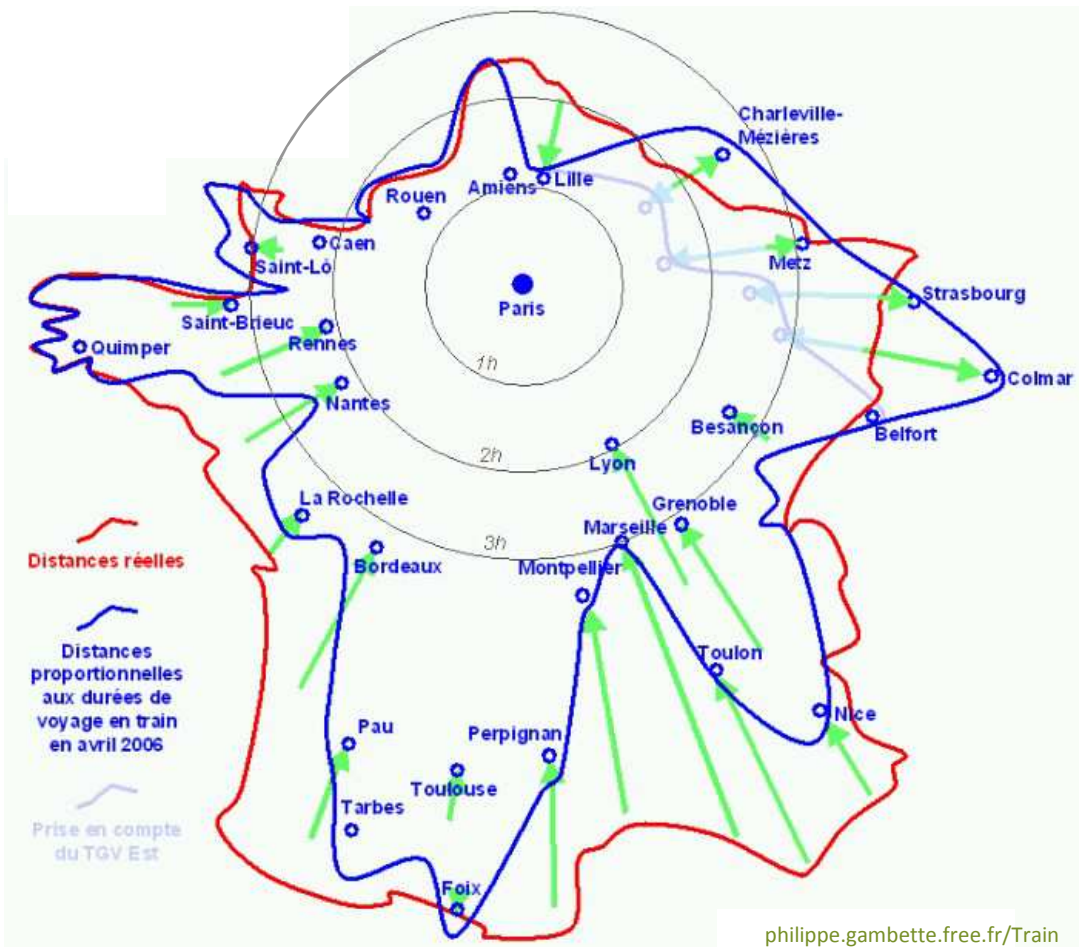 Charleville-
Mézières
Rouen
Amiens
Lille
Caen
Saint-Lô
Metz
Paris
Strasbourg
Saint-Brieuc
Rennes
Quimper
1h
Colmar
Nantes
Besançon
Belfort
2h
Lyon
La Rochelle
Grenoble
Marseille
3h
Bordeaux
Montpellier
Distances réelles
Distances
proportionnelles
aux durées de
voyage en train
en avril 2006
Toulon
Nice
Pau
Perpignan
Toulouse
Tarbes
Prise en compte
du TGV Est
Foix
philippe.gambette.free.fr/Train